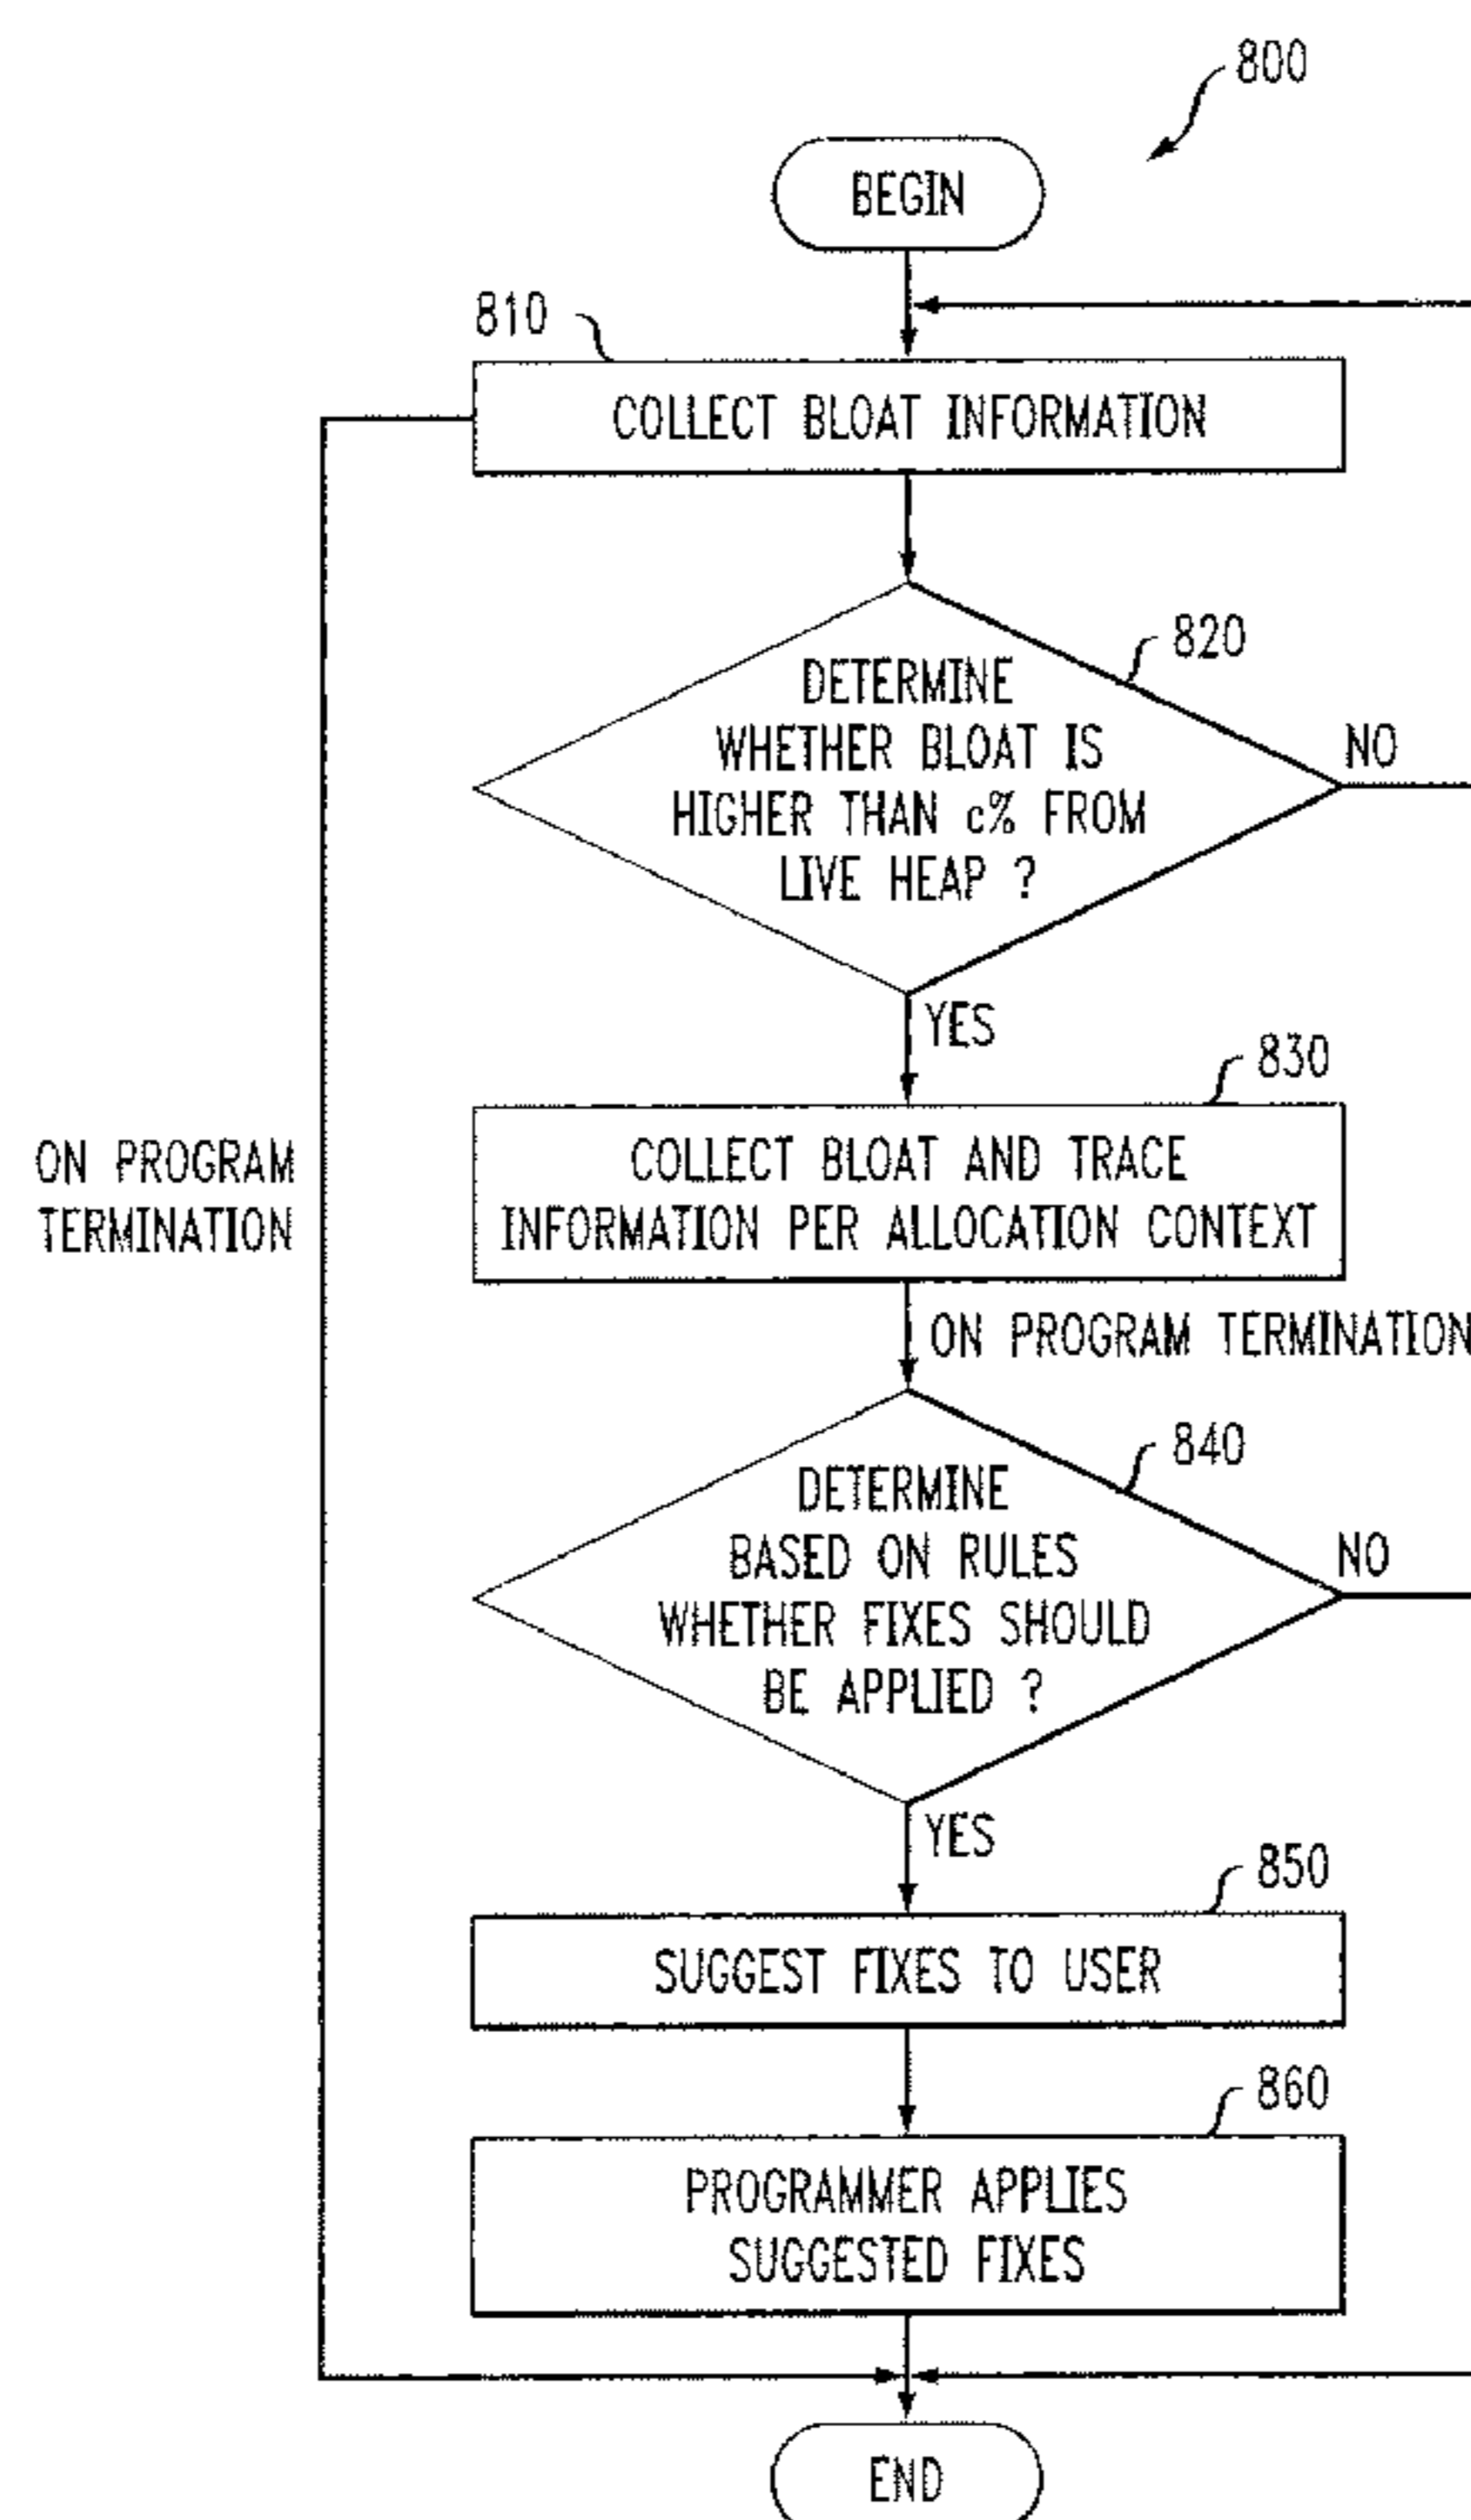 800
BEGIN
810
COLLECT BLOAT INFORMATION
820
DETERMINE
WHETHER BLOAT IS
HIGHER THAN c% FROM
LIVE HEAP ?
NO
YES
830
COLLECT BLOAT AND TRACE
INFORMATION PER ALLOCATION CONTEXT
ON PROGRAM
TERMINATION
ON PROGRAM TERMINATION
840
DETERMINE
BASED ON RULES
WHETHER FIXES SHOULD
BE APPLIED ?
NO
YES
850
SUGGEST FIXES TO USER
860
PROGRAMMER APPLIES
SUGGESTED FIXES
END